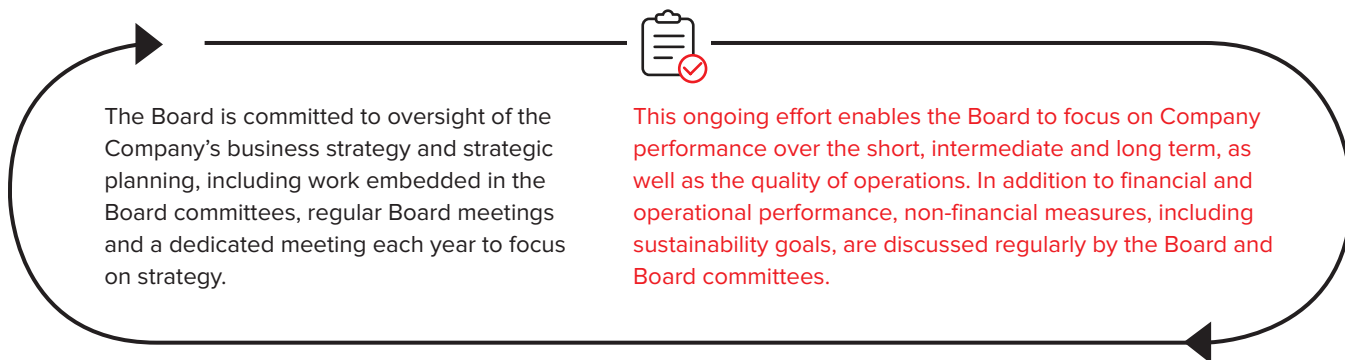 The Board is committed to oversight of the
Company’s business strategy and strategic
planning, including work embedded in the
Board committees, regular Board meetings
and a dedicated meeting each year to focus
on strategy.
This ongoing effort enables the Board to focus on Company
performance over the short, intermediate and long term, as
well as the quality of operations. In addition to financial and
operational performance, non-financial measures, including
sustainability goals, are discussed regularly by the Board and
Board committees.